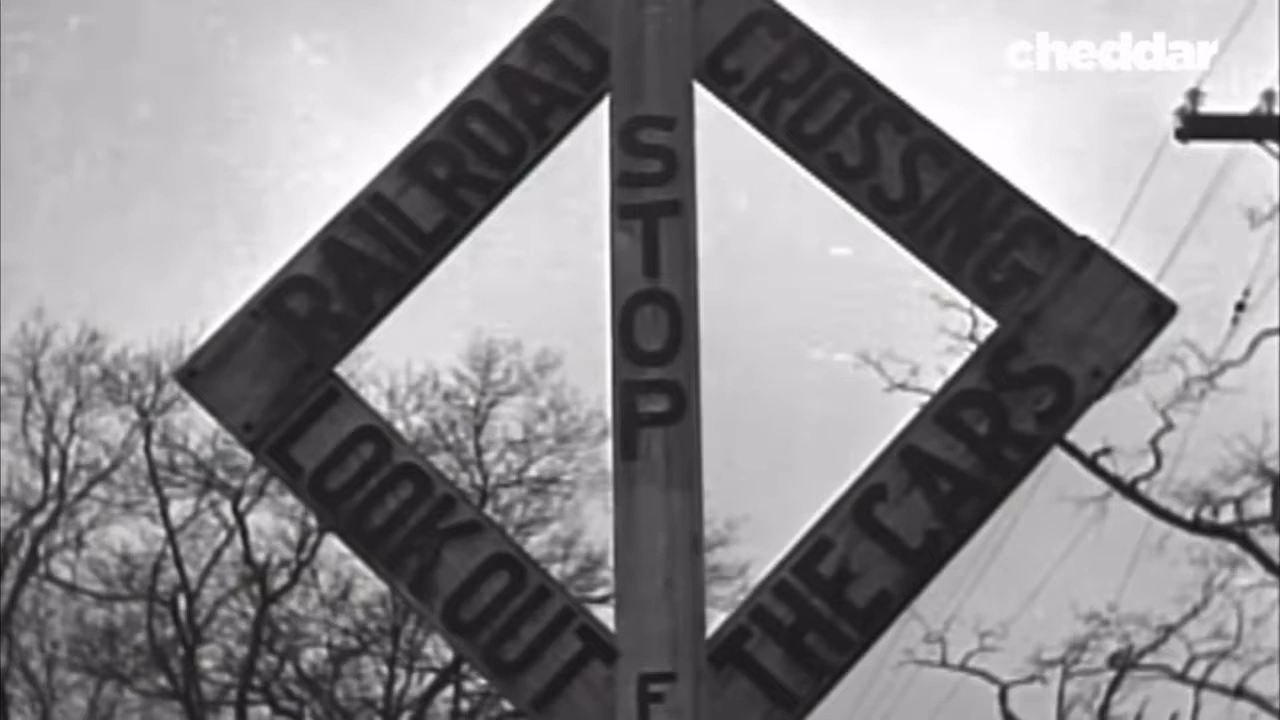 cheddar
RAILROAD
CROSSING
STOP
LOOK OUT
THE CARS
F